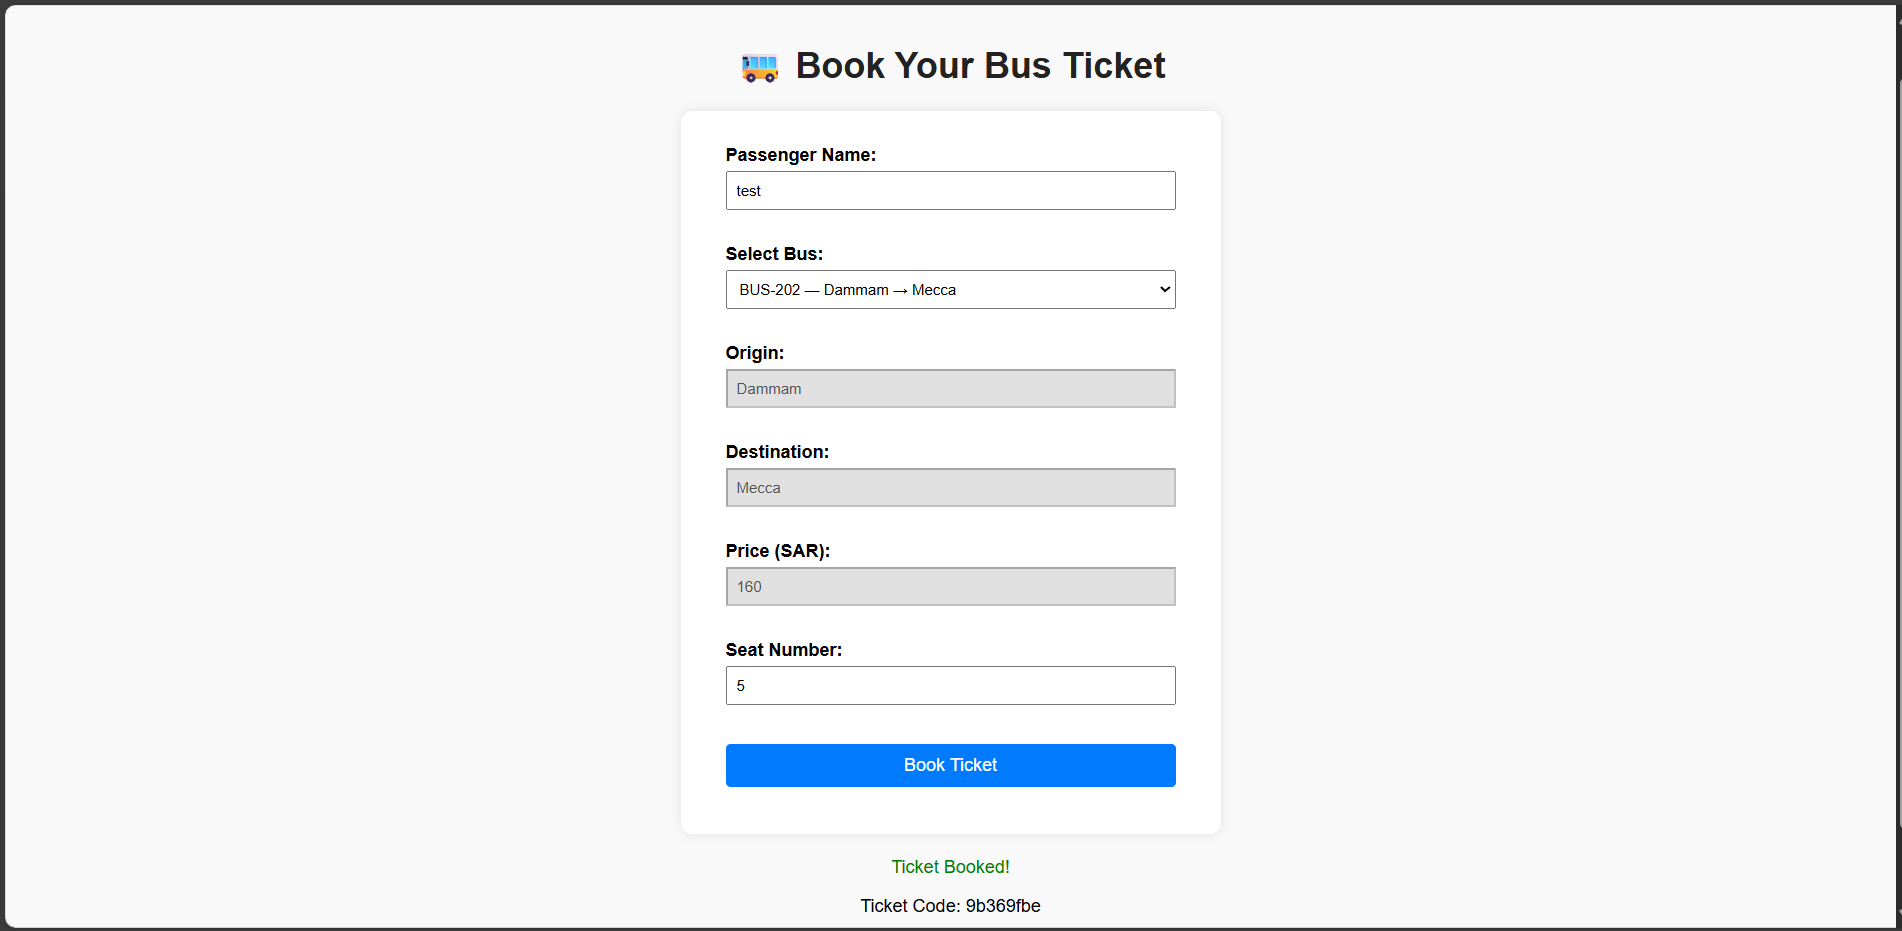 Book Your Bus Ticket
Passenger Name:
test
Select Bus:
BUS-202 — Dammam → Mecca
Origin:
Dammam
Destination:
Mecca
Price (SAR):
160
Seat Number:
5
Book Ticket
Ticket Booked!
Ticket Code: 9b369fbe